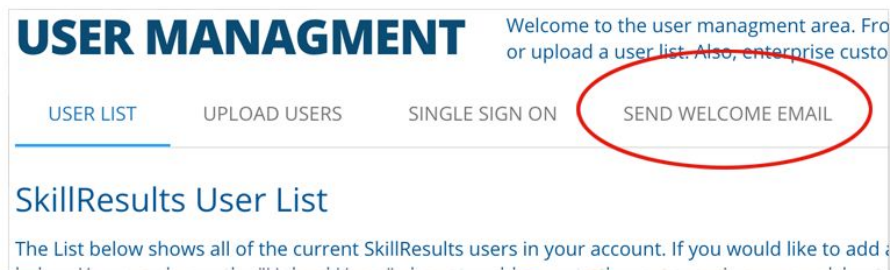 USER MANAGMENT
Welcome to the user managment area. Fro
or upload a user list. Also, enterprise custo
USER LIST UPLOAD USERS SINGLE SIGN ON SEND WELCOME EMAIL
SkillResults User List
The List below shows all of the current SkillResults users in your account. If you would like to add a